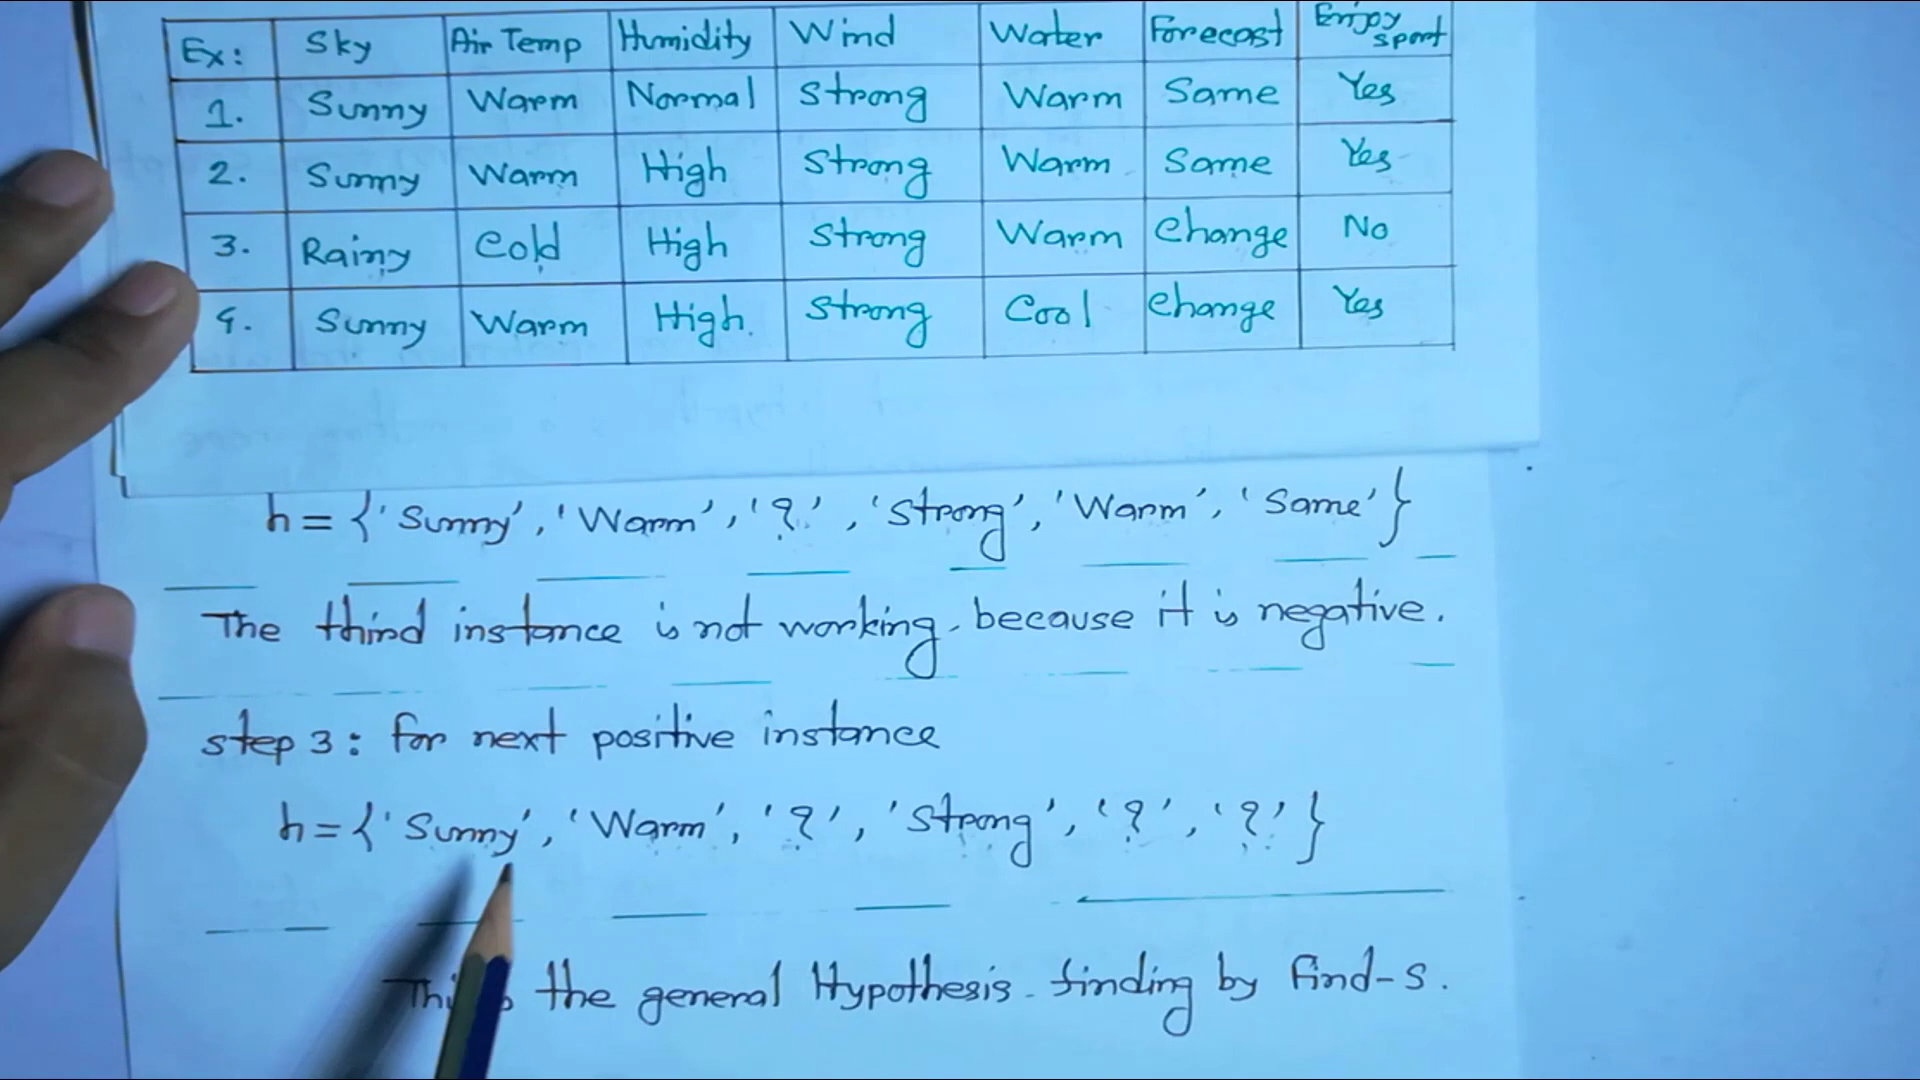 Ex: Sky Air Temp Humidity Wind Water Forecast Enjoy sport
1. Sunny Warm Normal Strong Warm Same Yes
2. Sunny Warm High Strong Warm Same Yes
3. Rainy Cold High Strong Warm Change No
4. Sunny Warm High. Strong Cool Change Yes
h = {'Sunny', 'Warm', '?', 'Strong', 'Warm', 'Same'}
The third instance is not working because it is negative.
step 3: for next positive instance
h = {'Sunny', 'Warm', '?', 'Strong', '?', '?'}
the general Hypothesis finding by Find-S.